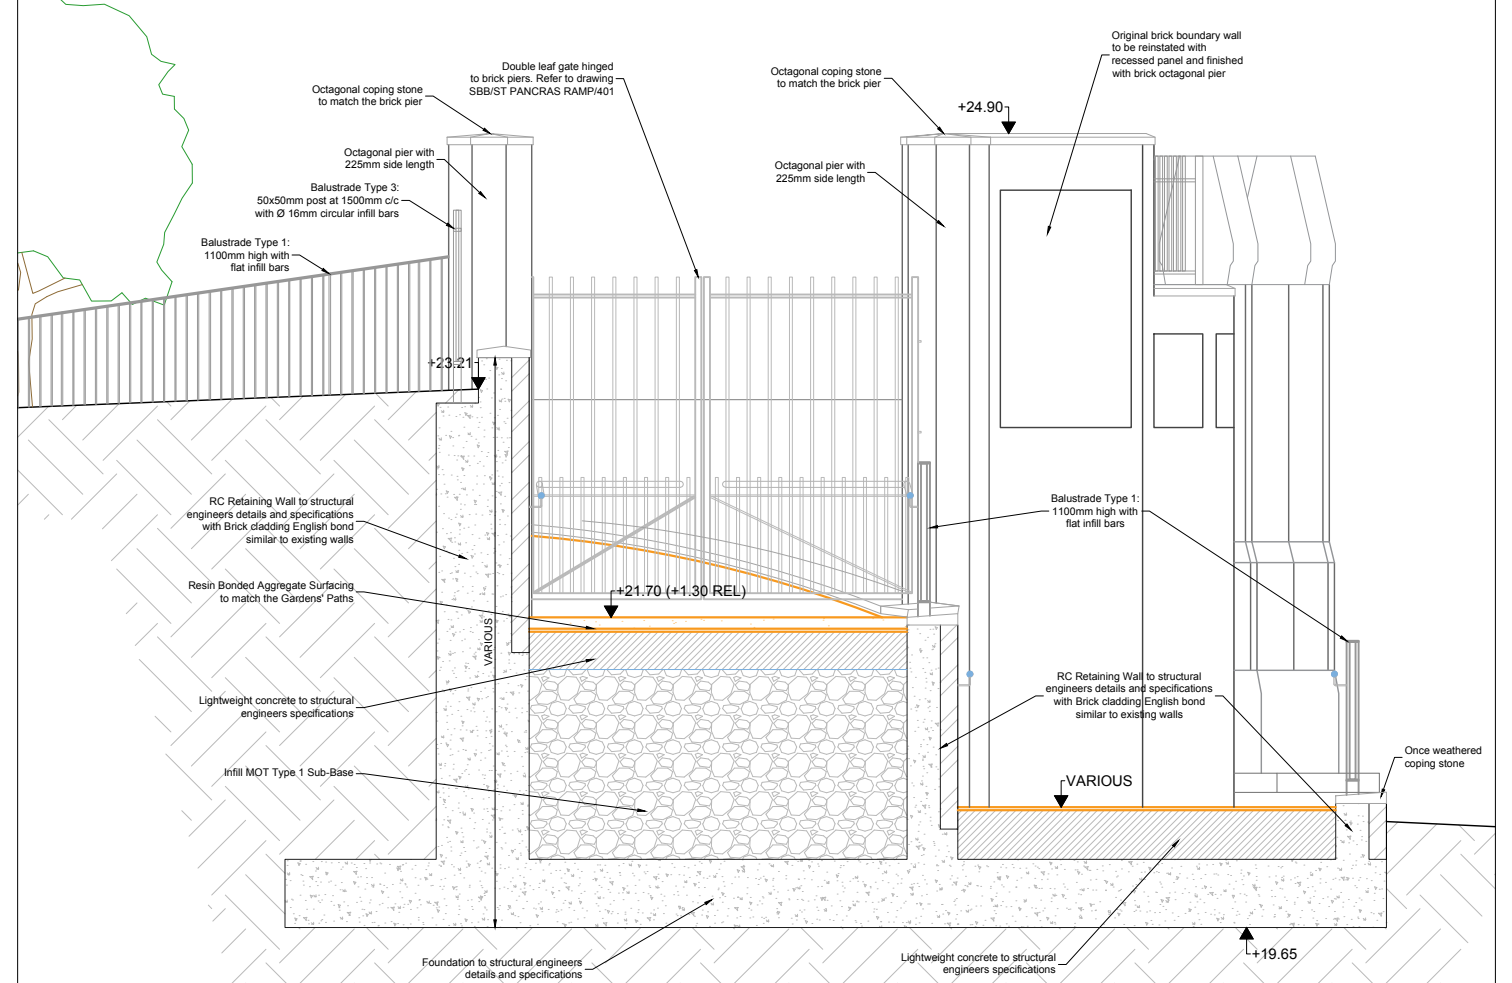 Original brick boundary wall
to be reinstated with
recessed panel and finished
with brick octagonal pier
Double leaf gate hinged
to brick piers. Refer to drawing
SBB/ST PANCRAS RAMP/401
Octagonal coping stone
to match the brick pier
Octagonal coping stone
to match the brick pier
+24.90
Octagonal pier with
225mm side length
Octagonal pier with
225mm side length
Balustrade Type 3:
50x50mm post at 1500mm c/c
with Ø 16mm circular infill bars
Balustrade Type 1:
1100mm high with
flat infill bars
+23.21
RC Retaining Wall to structural
engineers details and specifications
with Brick cladding English bond
similar to existing walls
Balustrade Type 1:
1100mm high with
flat infill bars
Resin Bonded Aggregate Surfacing
to match the Gardens' Paths
+21.70 (+1.30 REL)
VARIOUS
RC Retaining Wall to structural
engineers details and specifications
with Brick cladding English bond
similar to existing walls
Lightweight concrete to structural
engineers specifications
Once weathered
coping stone
Infill MOT Type 1 Sub-Base
VARIOUS
Foundation to structural engineers
details and specifications
Lightweight concrete to structural
engineers specifications
+19.65